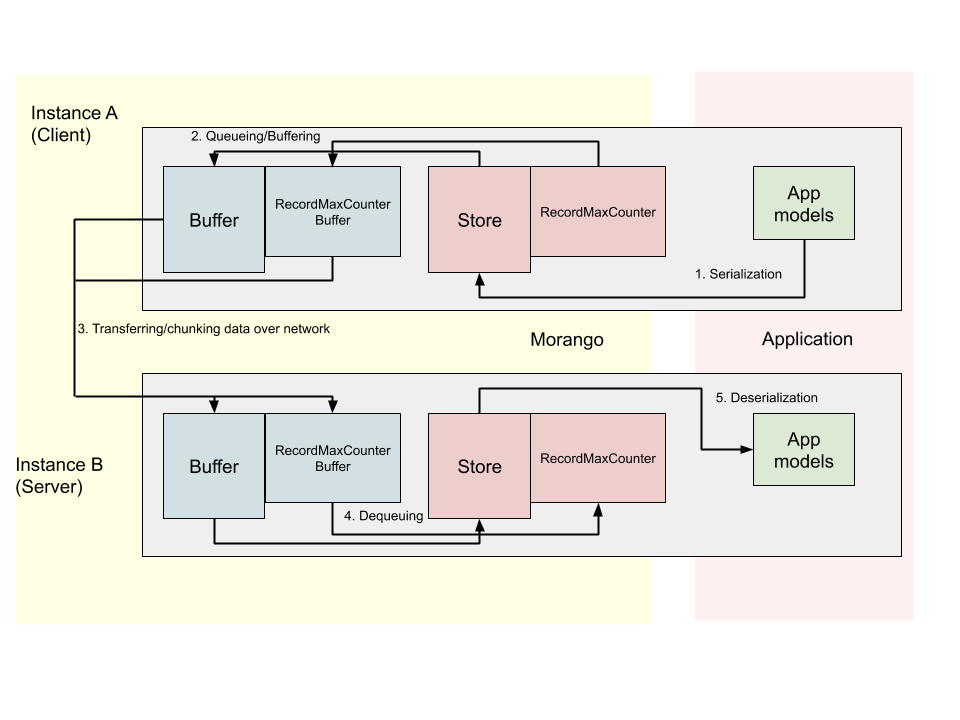 Instance A
(Client)
2. Queueing/Buffering
Buffer
RecordMaxCounter
Buffer
Store
RecordMaxCounter
App
models
1. Serialization
3. Transferring/chunking data over network
Morango
Application
5. Deserialization
Instance B
(Server)
Buffer
RecordMaxCounter
Buffer
Store
RecordMaxCounter
App
models
4. Dequeuing